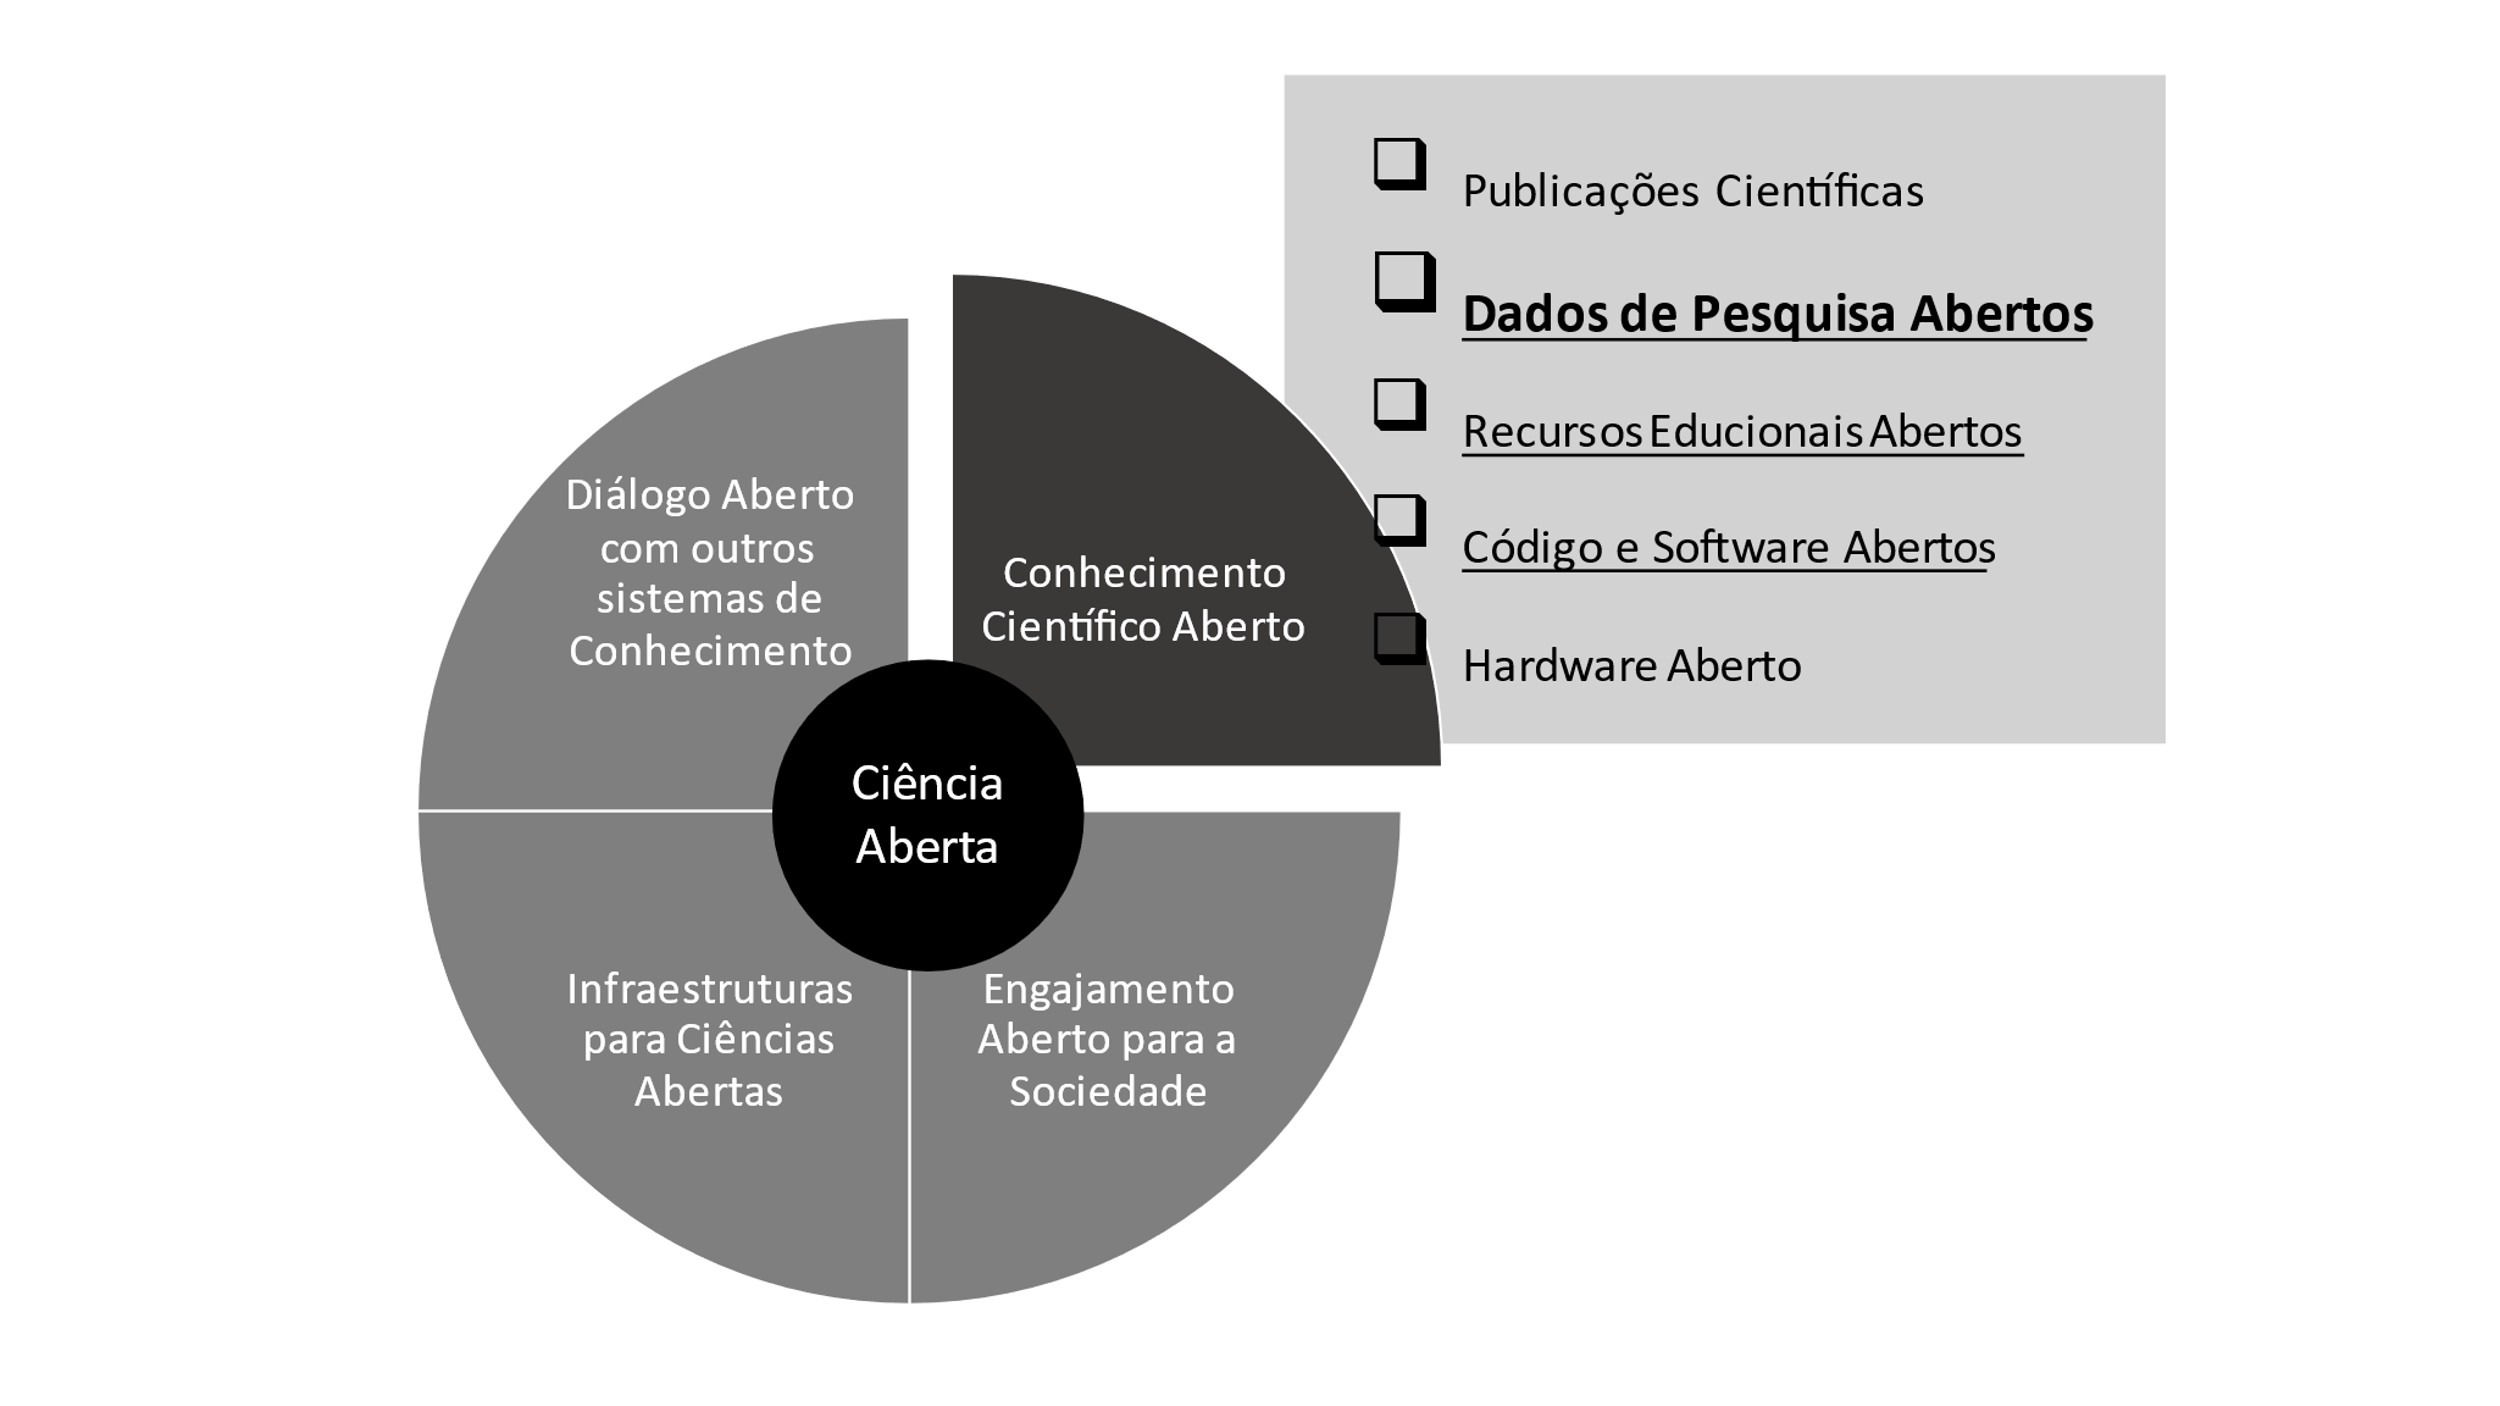 Publicações Científicas
Dados de Pesquisa Abertos
Recursos Educionais Abertos
Código e Software Abertos
Hardware Aberto
Diálogo Aberto
com outros
sistemas de
Conhecimento
Conhecimento
Científico Aberto
Ciência
Aberta
Infraestruturas
para Ciências
Abertas
Engajamento
Aberto para a
Sociedade